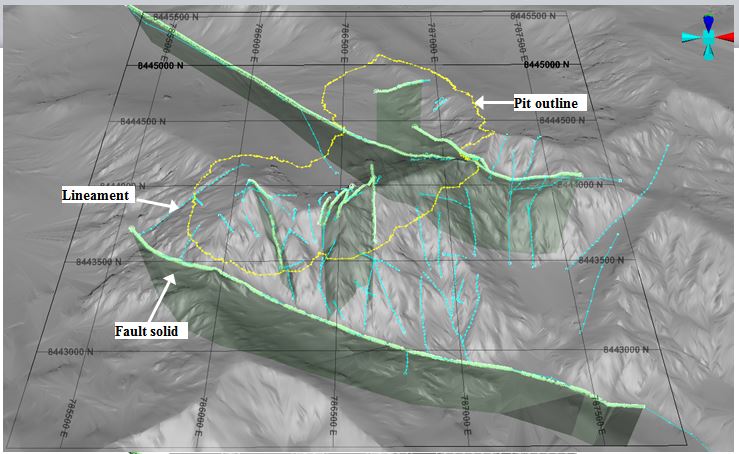 8445500 N
8445500 N
785500 E
786000 E
786500 E
787000 E
787500 E
8445000 N
8445000 N
Pit outline
8444500 N
8444500 N
Lineament
8444000 N
8443500 N
8443500 N
Fault solid
8443000 N
8443000 N
785500 E
786000 E
786500 E
787000 E
787500 E